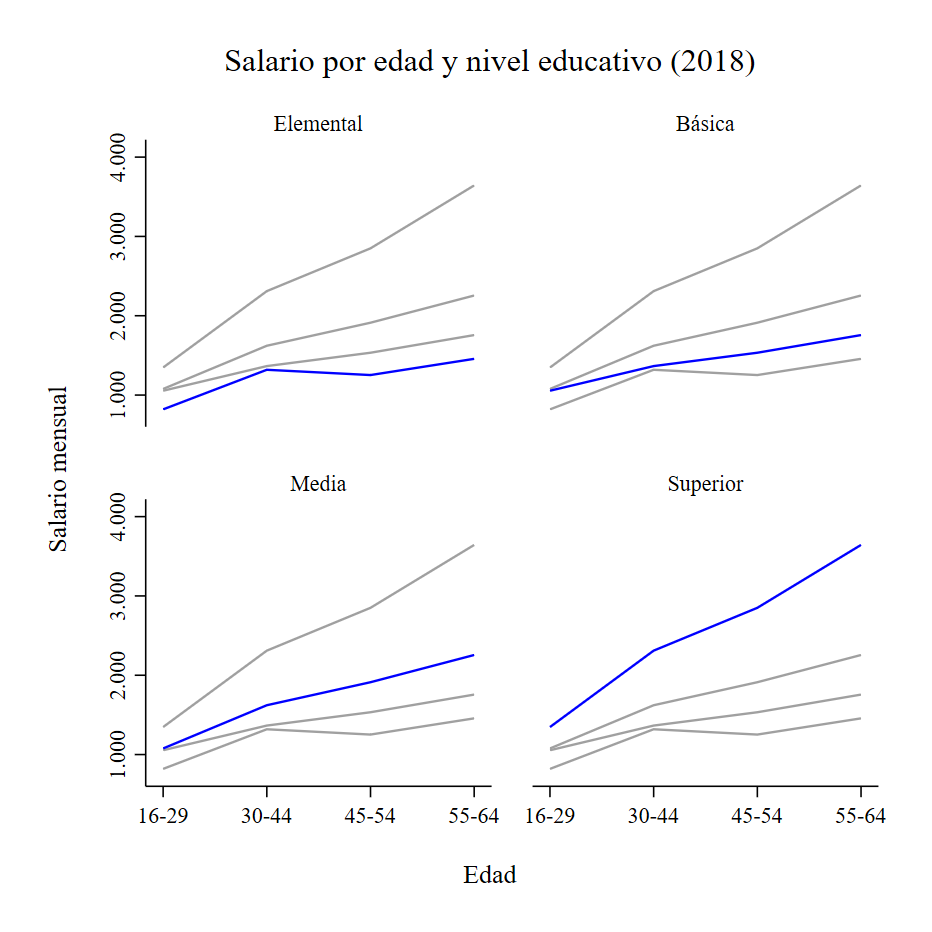 Salario por edad y nivel educativo (2018)
Elemental
Básica
4.000
3.000
2.000
1.000
Salario mensual
Media
Superior
4.000
3.000
2.000
1.000
16-29 30-44 45-54 55-64 16-29 30-44 45-54 55-64
Edad